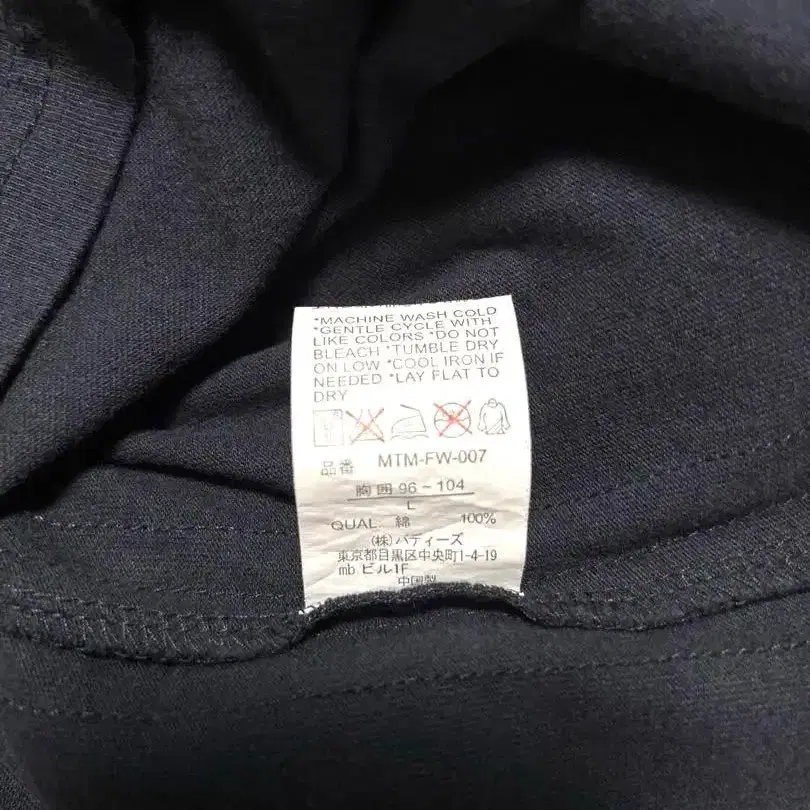 *MACHINE WASH COLD
*GENTLE CYCLE WITH
LIKE COLORS *DO NOT
BLEACH *TUMBLE DRY
ON LOW *COOL IRON IF
NEEDED *LAY FLAT TO
DRY
品番 MTM-FW-007
胸囲 96～104
L
QUAL. 綿 100%
(株)パティーズ
東京都目黒区中央町1-4-19
mb ビル1F
中国製